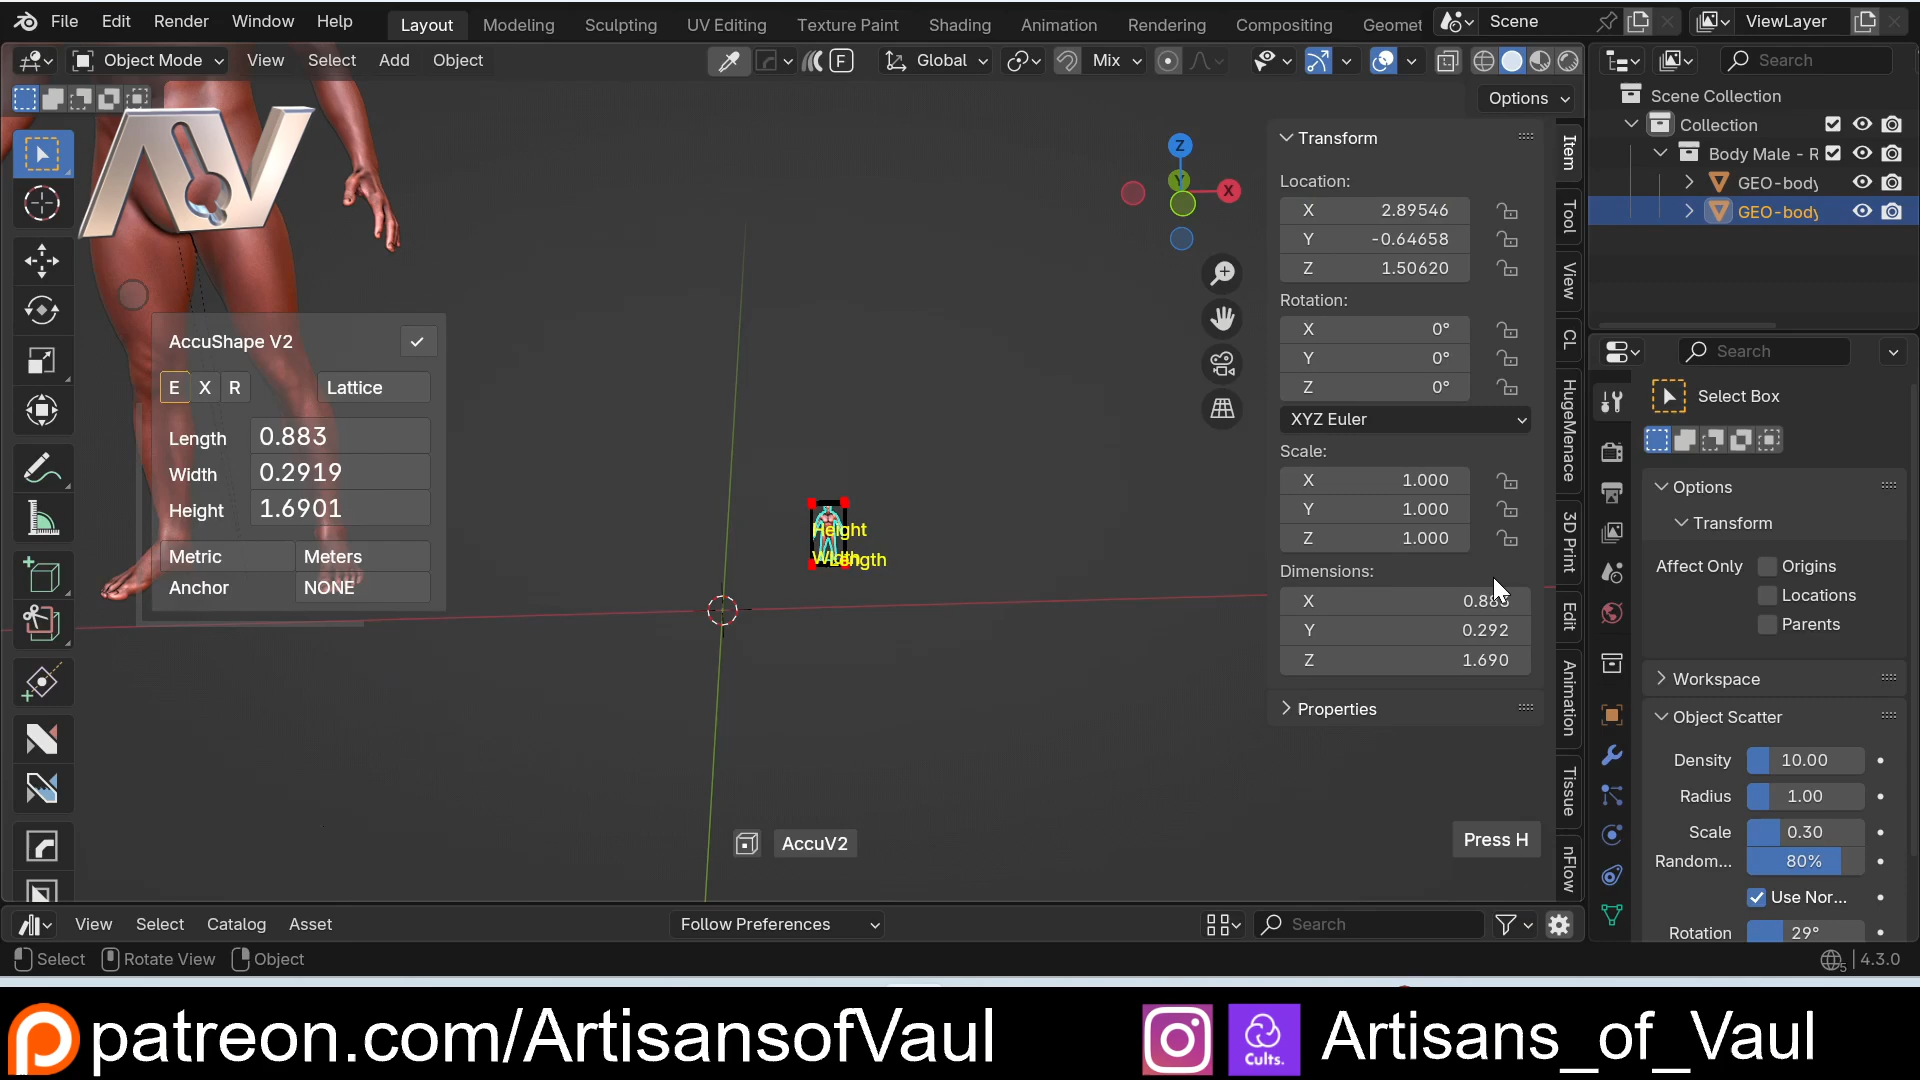 File Edit Render Window Help Layout Modeling Sculpting UV Editing Texture Paint Shading Animation Rendering Compositing Geomet Scene ViewLayer
Object Mode View Select Add Object Global Mix Search
Options
AV
Transform
Location:
X 2.89546
Y -0.64658
Z 1.50620
Rotation:
X 0°
Y 0°
Z 0°
XYZ Euler
Scale:
X 1.000
Y 1.000
Z 1.000
Dimensions:
X 0.883
Y 0.292
Z 1.690
Properties
Z
Y
X
Item
Tool
View
CL
HugeMenace
3D Print
Edit
Animation
Tissue
nFlow
AccuShape V2
E X R Lattice
Length 0.883
Width 0.2919
Height 1.6901
Metric Meters
Anchor NONE
Height
Width Length
AccuV2
Press H
Scene Collection
Collection
Body Male - R
GEO-body
GEO-body
Search
Select Box
Options
Transform
Affect Only Origins
Locations
Parents
Workspace
Object Scatter
Density 10.00
Radius 1.00
Scale 0.30
Random... 80%
Use Nor...
Rotation 29°
View Select Catalog Asset Follow Preferences Search
Select Rotate View Object 5 4.3.0
patreon.com/ArtisansofVaul Cults. Artisans_of_Vaul